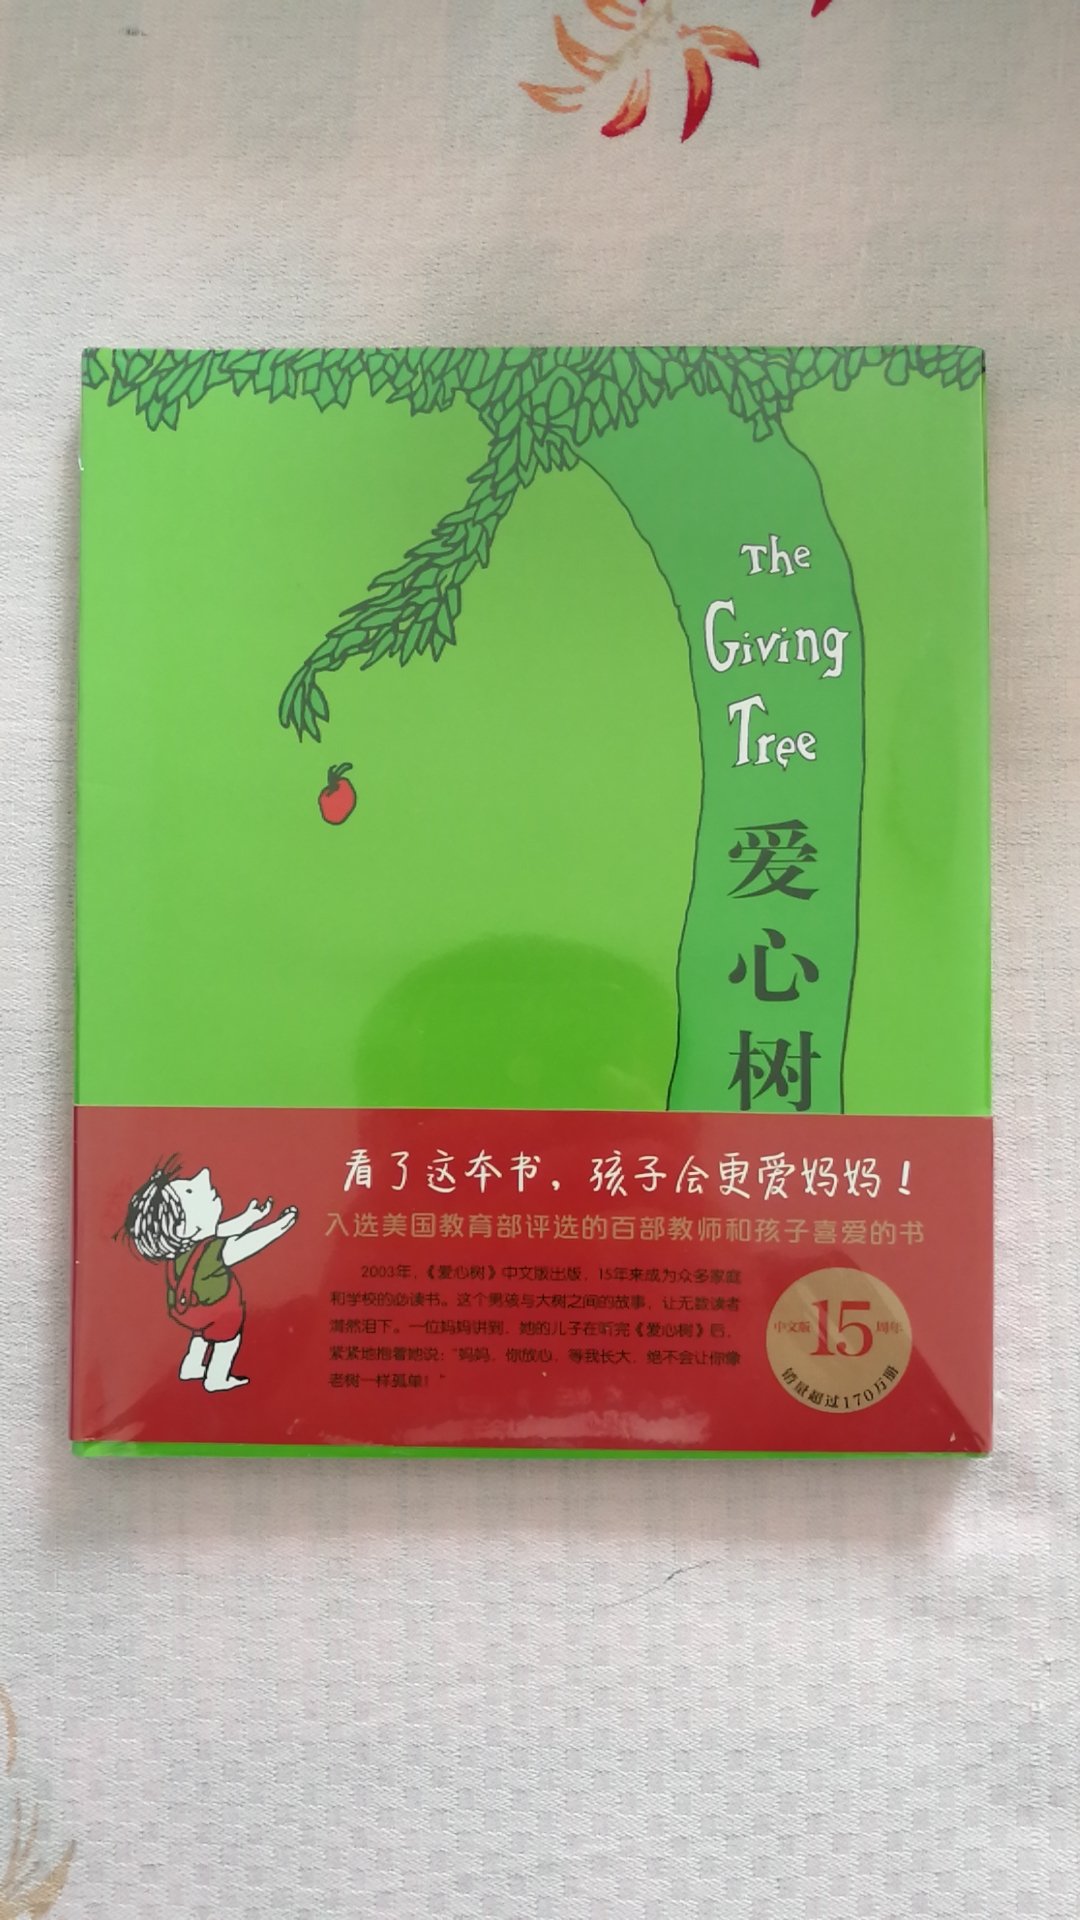 The
Giving
Tree
爱
心
树
看了这本书，孩子会更爱妈妈！
入选美国教育部评选的百部教师和孩子喜爱的书
2003年，《爱心树》中文版出版，15年来成为众多家庭
和学校的必读书。这个男孩与大树之间的故事，让无数读者
潸然泪下。一位妈妈讲到，她的儿子在听完《爱心树》后，
紧紧地抱着她说：“妈妈，你放心，等我长大，绝不会让你像
老树一样孤单！”
中文版15周年
销量超过170万册